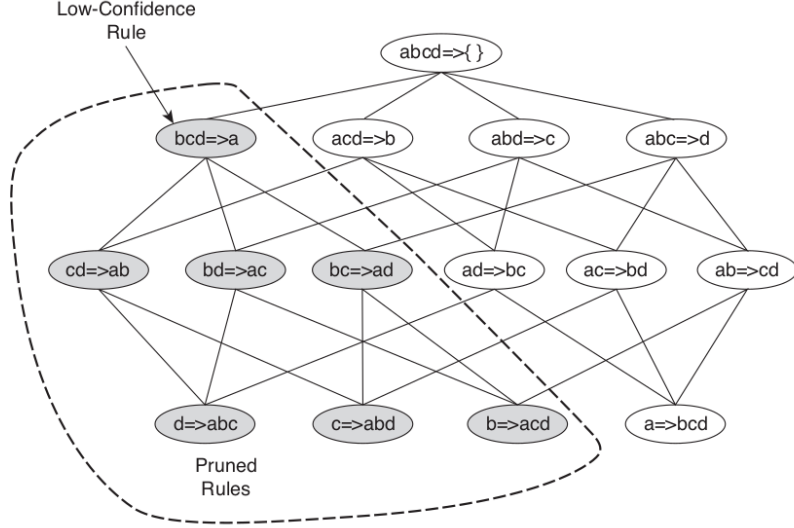 Low-Confidence
Rule
abcd=>{ }
bcd=>a
acd=>b
abd=>c
abc=>d
cd=>ab
bd=>ac
bc=>ad
ad=>bc
ac=>bd
ab=>cd
d=>abc
c=>abd
b=>acd
a=>bcd
Pruned
Rules